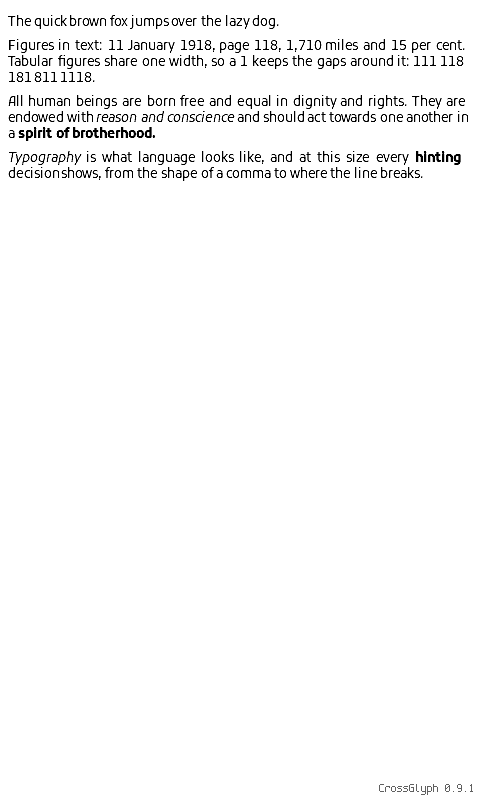 The quick brown fox jumps over the lazy dog.
Figures in text: 11 January 1918, page 118, 1,710 miles and 15 per cent.
Tabular figures share one width, so a 1 keeps the gaps around it: 111 118
181 811 1118.
All human beings are born free and equal in dignity and rights. They are
endowed with reason and conscience and should act towards one another in
a spirit of brotherhood.
Typography is what language looks like, and at this size every hinting
decision shows, from the shape of a comma to where the line breaks.
CrossGlyph 0.9.1